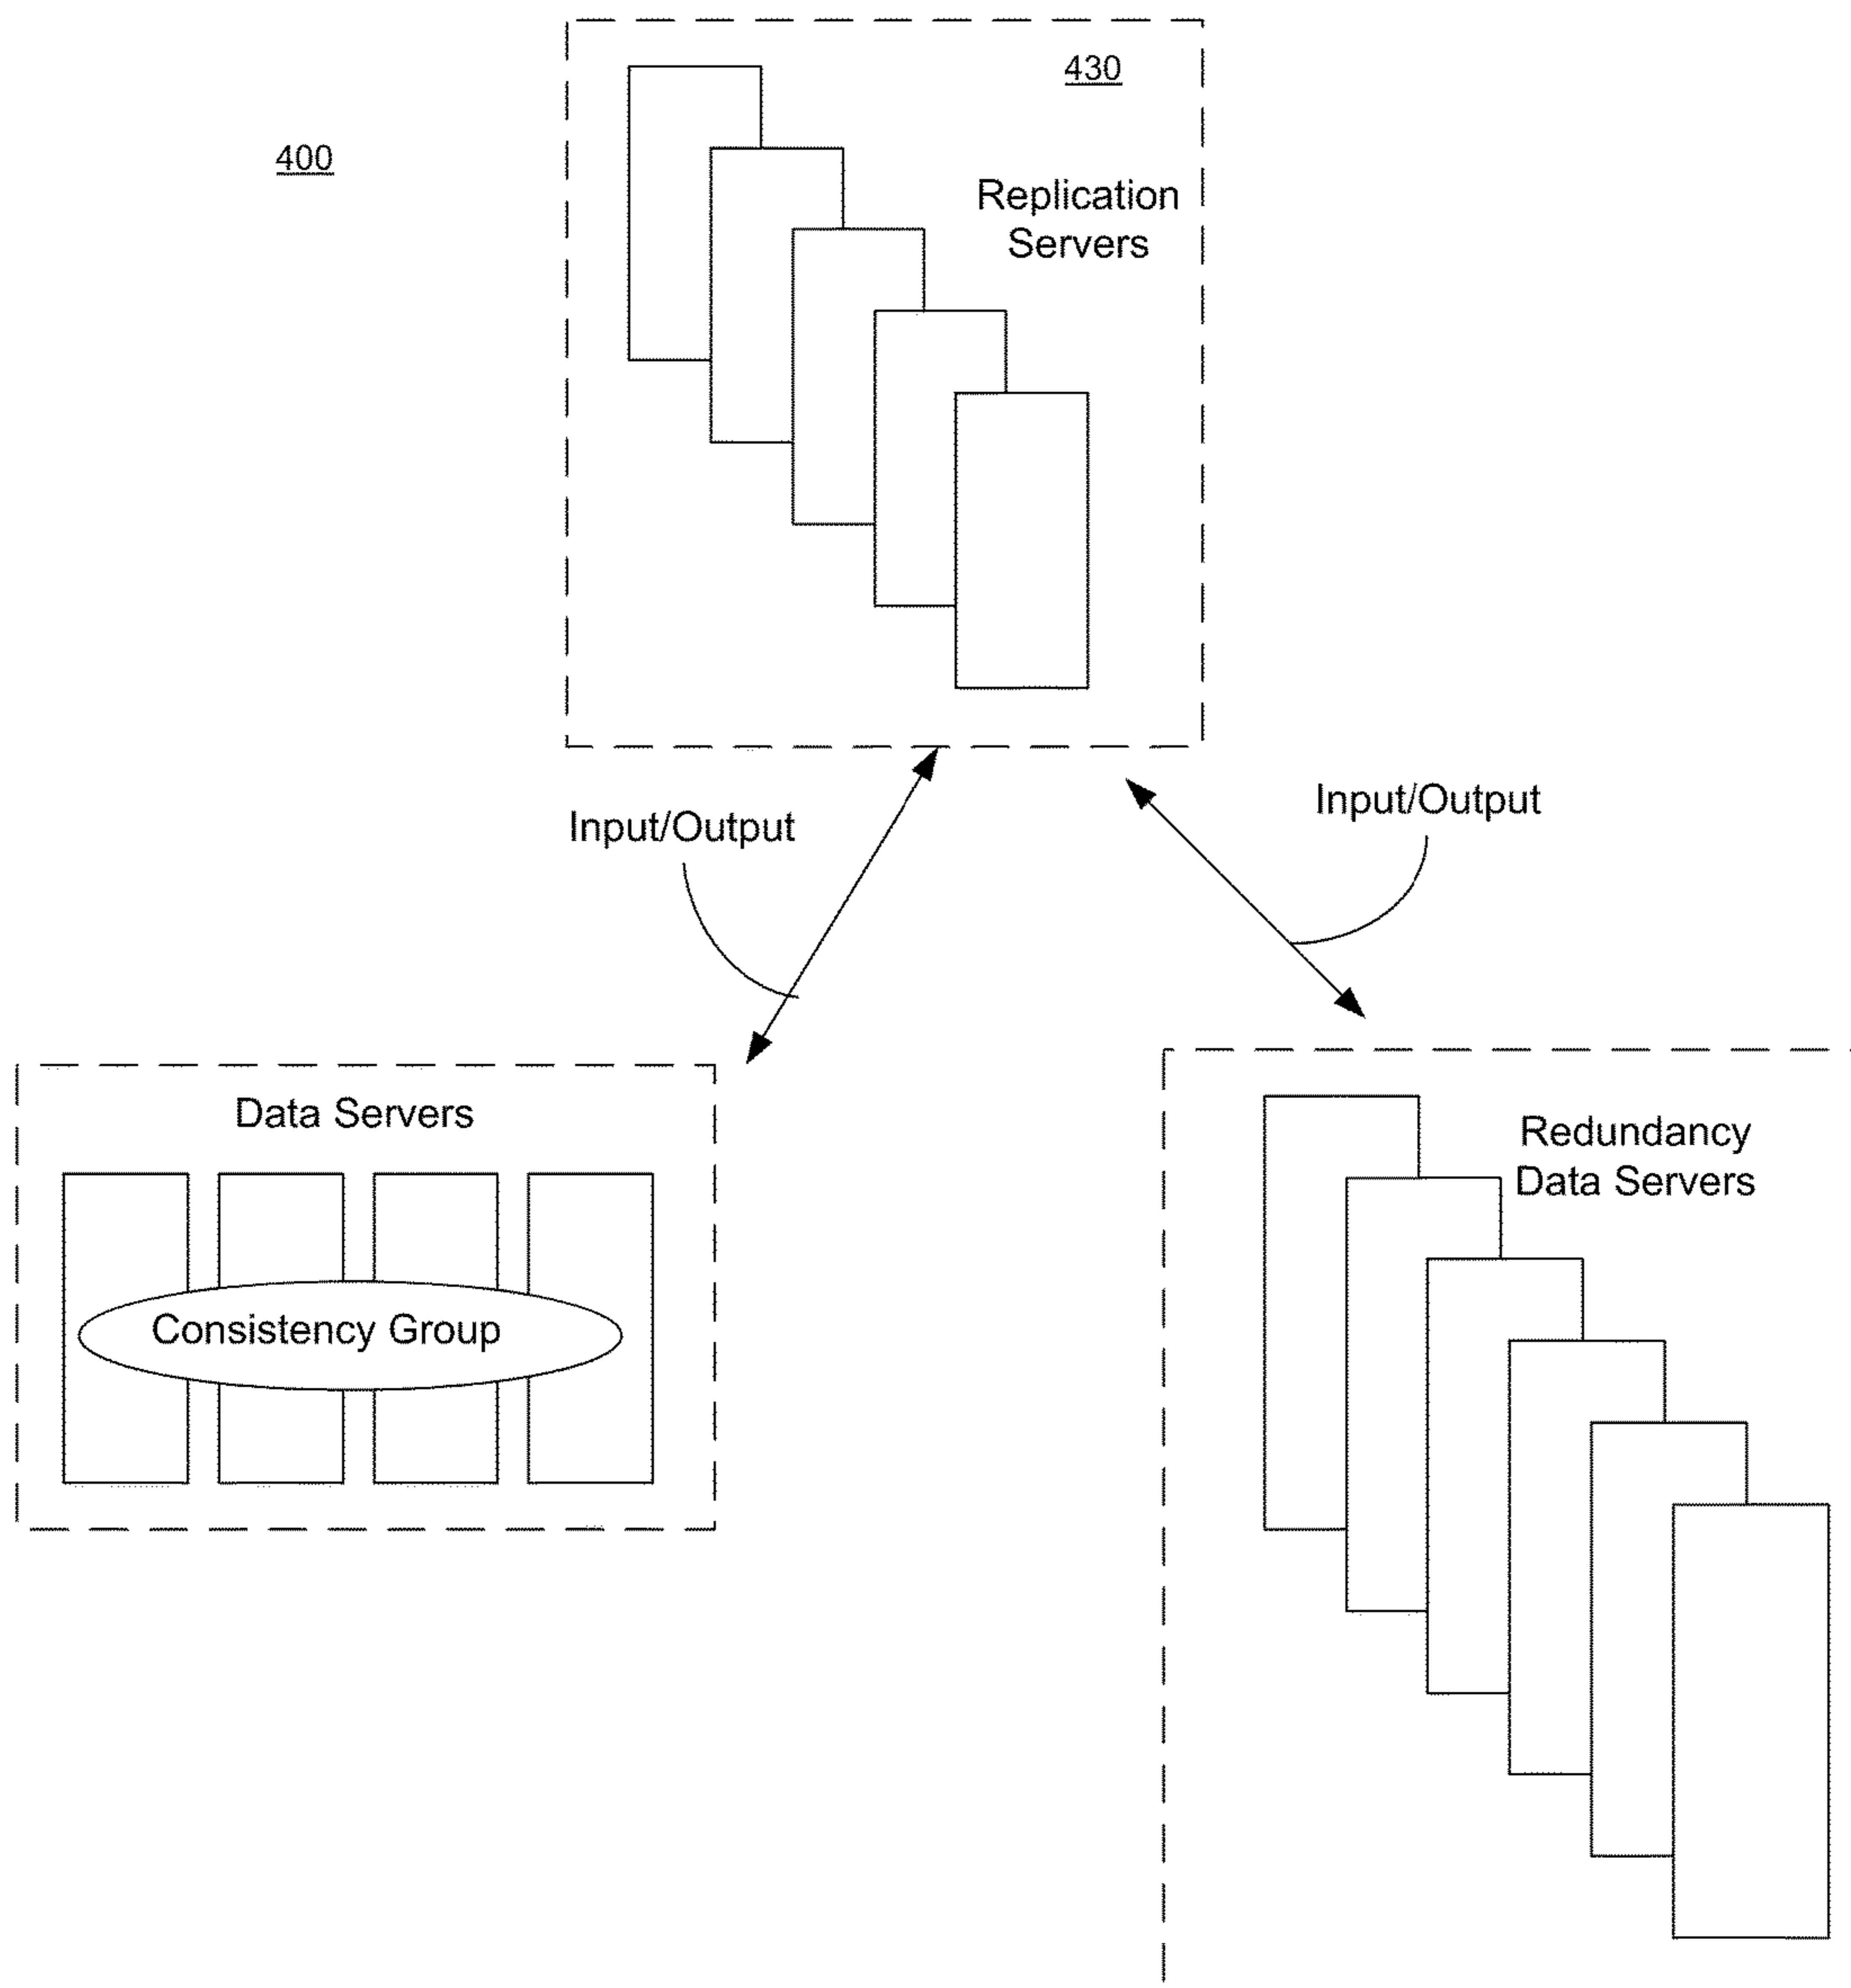 430
400
Replication
Servers
Input/Output
Input/Output
Data Servers
Consistency Group
Redundancy
Data Servers